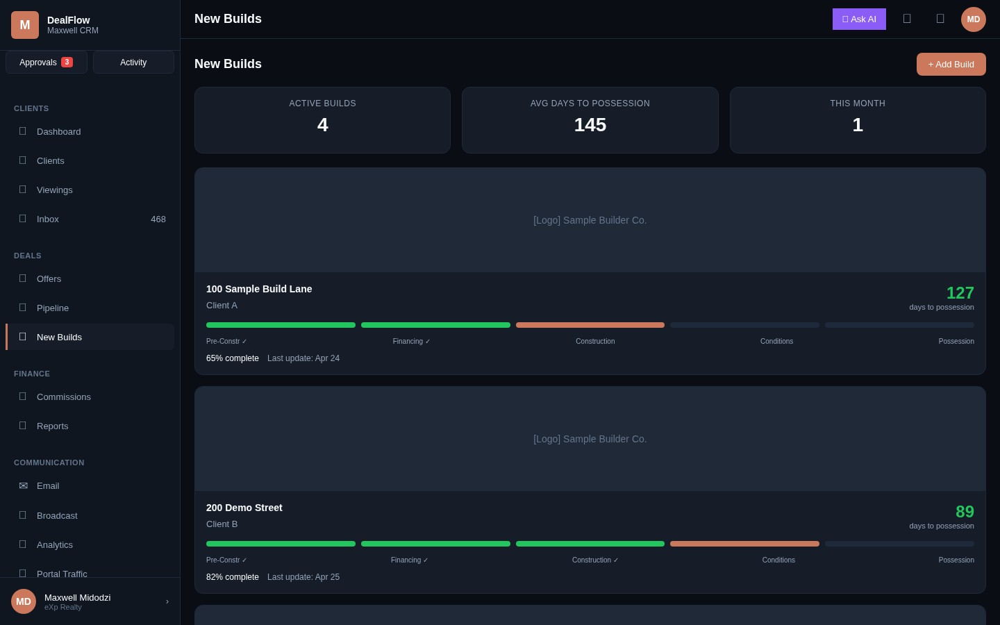 M
DealFlow
Maxwell CRM
Approvals 3
Activity
CLIENTS
Dashboard
Clients
Viewings
Inbox 468
DEALS
Offers
Pipeline
New Builds
FINANCE
Commissions
Reports
COMMUNICATION
✉ Email
Broadcast
Analytics
Portal Traffic
MD
Maxwell Midodzi
eXp Realty
›
New Builds
Ask AI
MD
New Builds
+ Add Build
ACTIVE BUILDS
4
AVG DAYS TO POSSESSION
145
THIS MONTH
1
[Logo] Sample Builder Co.
100 Sample Build Lane
Client A
127
days to possession
Pre-Constr ✓ Financing ✓ Construction Conditions Possession
65% complete Last update: Apr 24
[Logo] Sample Builder Co.
200 Demo Street
Client B
89
days to possession
Pre-Constr ✓ Financing ✓ Construction ✓ Conditions Possession
82% complete Last update: Apr 25